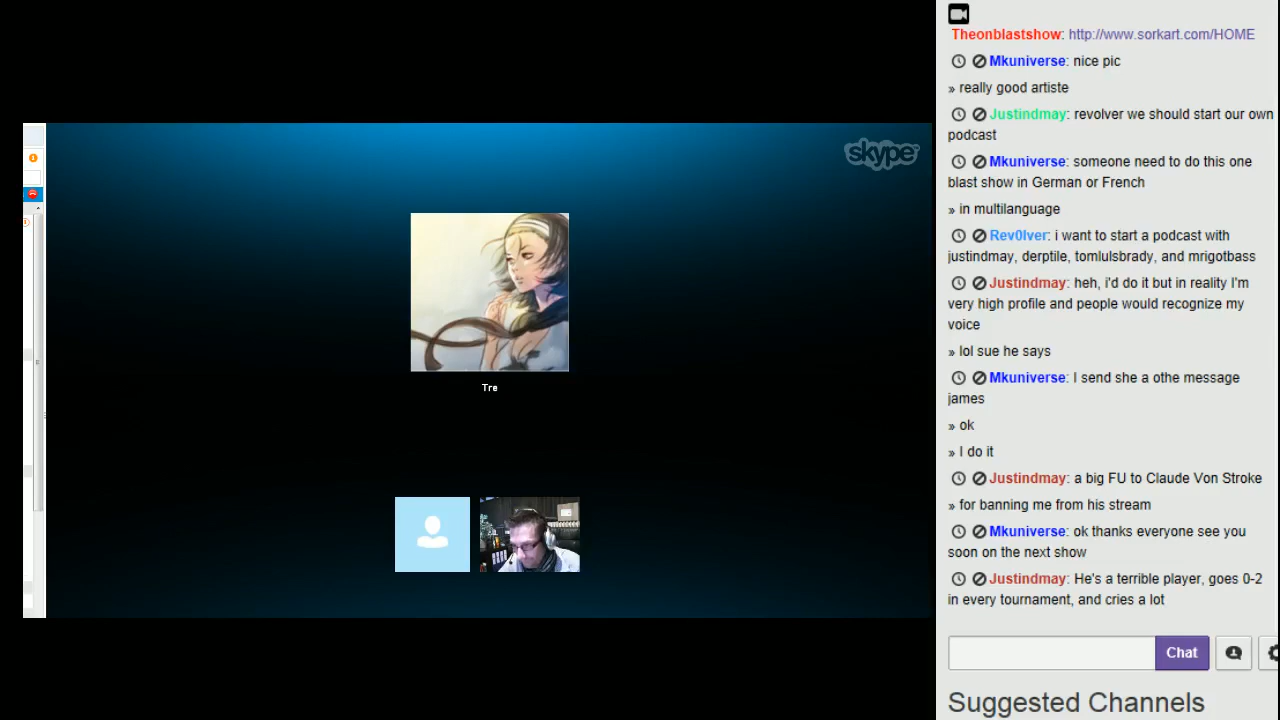 Theonblastshow: http://www.sorkart.com/HOME
Mkuniverse: nice pic
» really good artiste
Justindmay: revolver we should start our own
podcast
Mkuniverse: someone need to do this one
blast show in German or French
» in multilanguage
Rev0lver: i want to start a podcast with
justindmay, derptile, tomlulsbrady, and mrigotbass
Justindmay: heh, i'd do it but in reality I'm
very high profile and people would recognize my
voice
» lol sue he says
Mkuniverse: I send she a othe message
james
» ok
» I do it
Justindmay: a big FU to Claude Von Stroke
» for banning me from his stream
Mkuniverse: ok thanks everyone see you
soon on the next show
Justindmay: He's a terrible player, goes 0-2
in every tournament, and cries a lot
Chat
Suggested Channels
skype
Tre